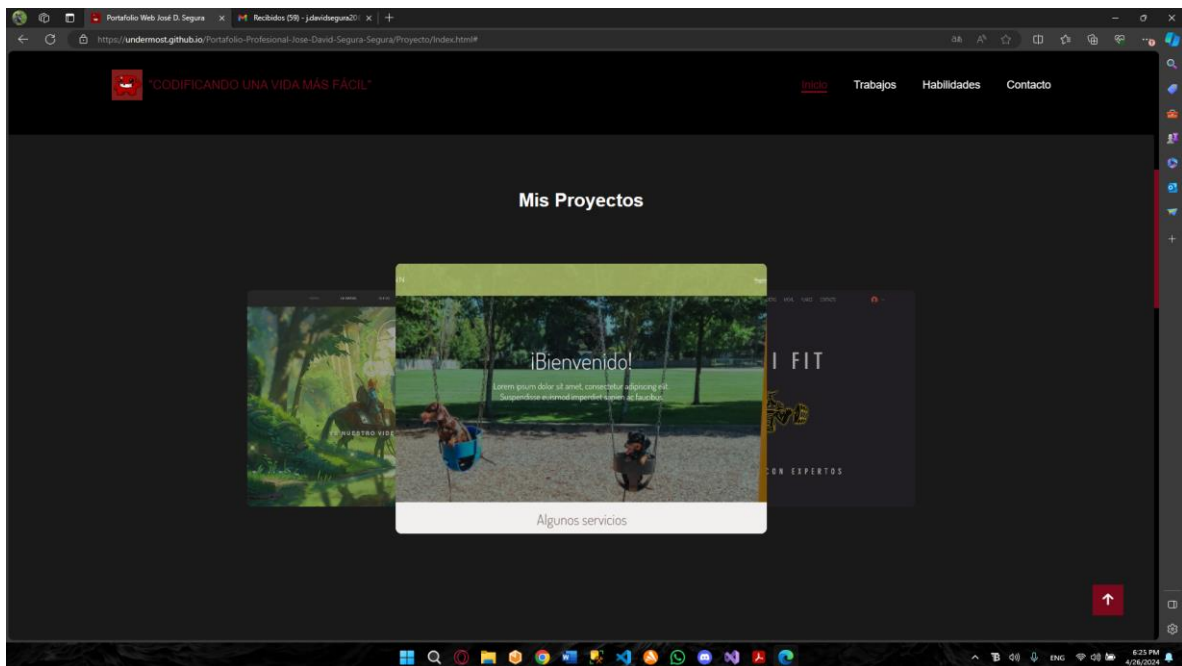 Portafolio Web José D. Segura
Recibidos (59) - j.davidsegura20
https://undermost.github.io/Portafolio-Profesional-Jose-David-Segura-Segura/Proyecto/Index.html#
"CODIFICANDO UNA VIDA MÁS FÁCIL"
Inicio
Trabajos
Habilidades
Contacto
Mis Proyectos
¡Bienvenido!
Lorem ipsum dolor sit amet, consectetur adipiscing elit.
Suspendisse euismod imperdiet sapien ac faucibus.
NUESTRO VIDE
I FIT
CON EXPERTOS
Algunos servicios
ENG
6:25 PM
4/26/2024